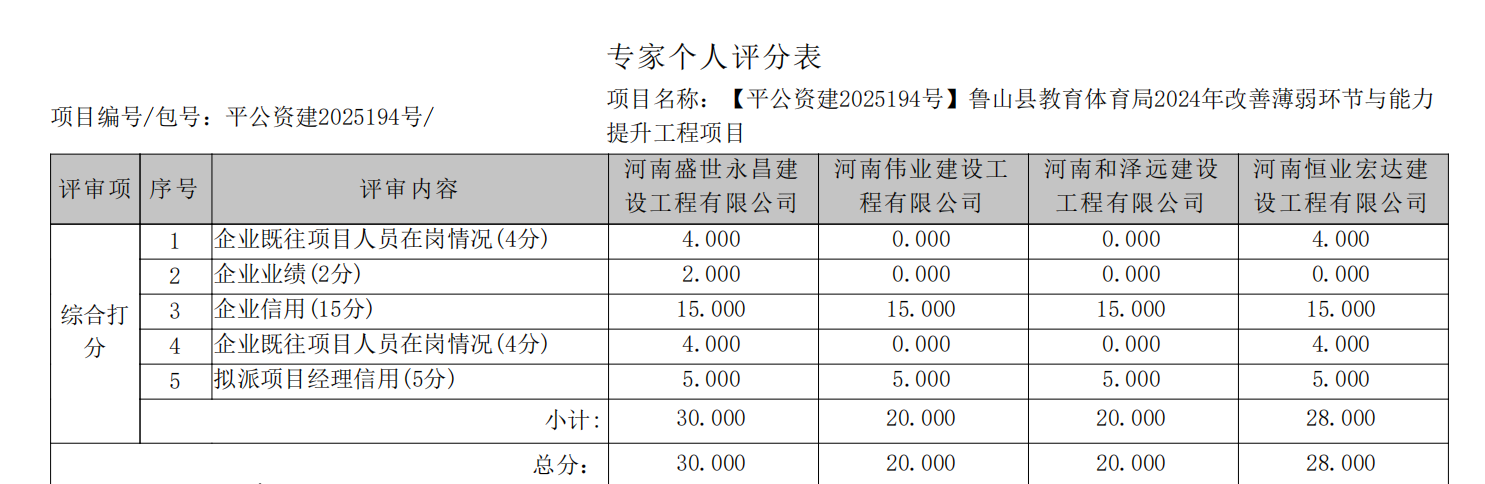 专家个人评分表
项目编号/包号：平公资建2025194号/
项目名称：【平公资建2025194号】鲁山县教育体育局2024年改善薄弱环节与能力
提升工程项目
评审项 序号 评审内容 河南盛世永昌建 河南伟业建设工 河南和泽远建设 河南恒业宏达建
设工程有限公司 程有限公司 工程有限公司 设工程有限公司
1 企业既往项目人员在岗情况(4分) 4.000 0.000 0.000 4.000
2 企业业绩(2分) 2.000 0.000 0.000 0.000
综合打
分
3 企业信用(15分) 15.000 15.000 15.000 15.000
4 企业既往项目人员在岗情况(4分) 4.000 0.000 0.000 4.000
5 拟派项目经理信用(5分) 5.000 5.000 5.000 5.000
小计: 30.000 20.000 20.000 28.000
总分： 30.000 20.000 20.000 28.000